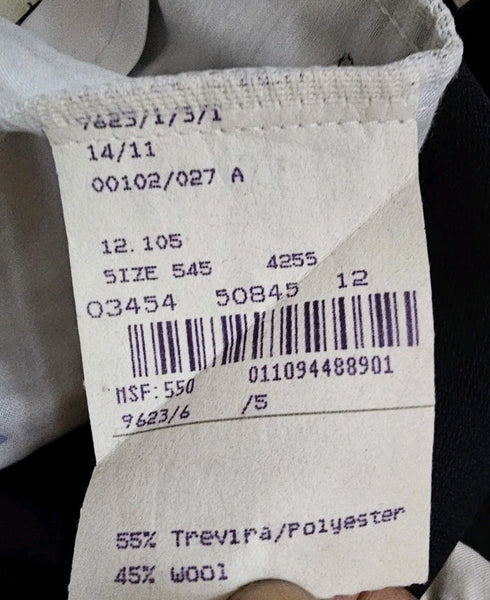 9623/1/3/1
14/11
00102/027 A
12.105
SIZE 545 4255
03454 50845 12
MSF: 550 011094488901
9623/6 /5
55% Trevira/Polyester
45% Wool